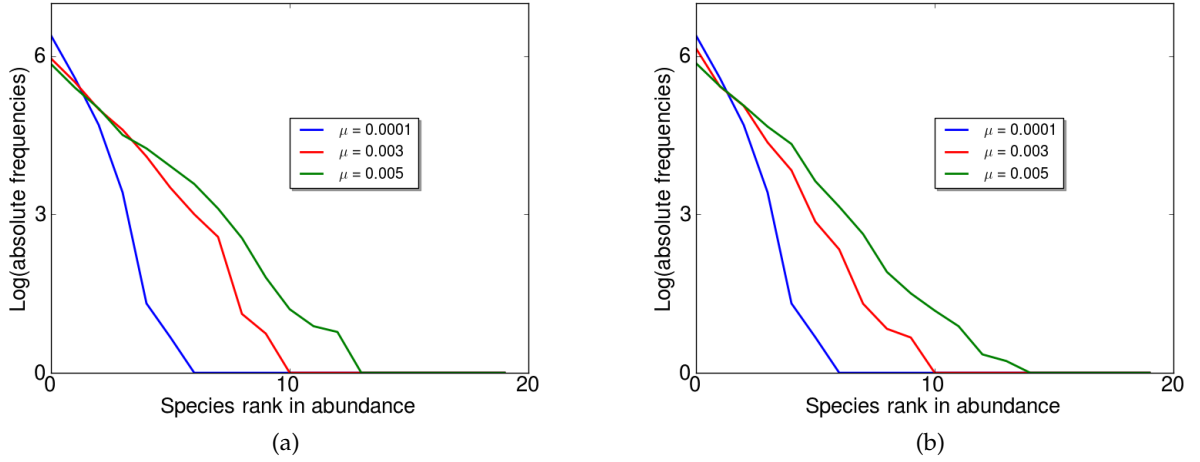 6
3
0
0
10
20
Log(absolute frequencies)
Species rank in abundance
μ = 0.0001
μ = 0.003
μ = 0.005
(a)
6
3
0
0
10
20
Log(absolute frequencies)
Species rank in abundance
μ = 0.0001
μ = 0.003
μ = 0.005
(b)